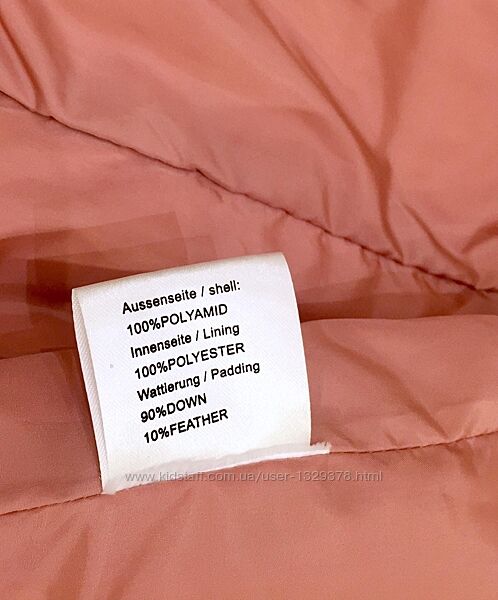 Aussenseite / shell:
100%POLYAMID
Innenseite / Lining
100%POLYESTER
Wattierung / Padding
90%DOWN
10%FEATHER
www.kidstaff.com.ua/user-1329378.html